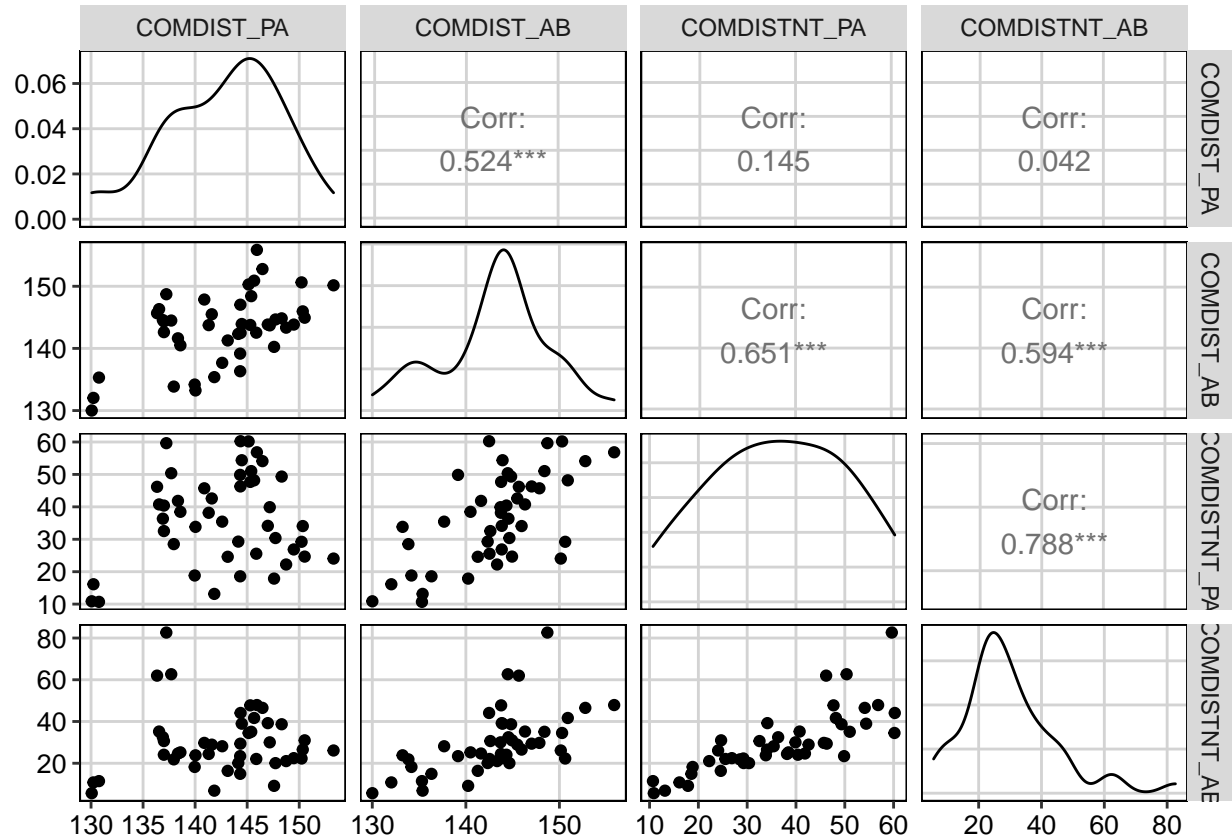 COMDIST_PA COMDIST_AB COMDISTNT_PA COMDISTNT_AB
0.06
0.04
0.02
0.00
Corr:
0.524***
Corr:
0.145
Corr:
0.042
COMDIST_PA
150
140
130
Corr:
0.651***
Corr:
0.594***
COMDIST_AB
60
50
40
30
20
10
Corr:
0.788***
COMDISTNT_PA
80
60
40
20
COMDISTNT_AB
130 135 140 145 150 130 140 150 10 20 30 40 50 60 20 40 60 80